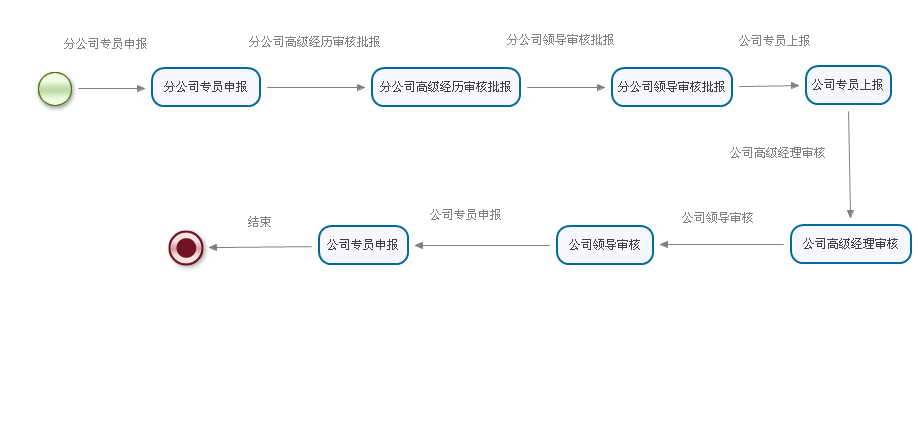 分公司专员申报
分公司高级经历审核批报
分公司领导审核批报
公司专员上报
分公司专员申报
分公司高级经历审核批报
分公司领导审核批报
公司专员上报
公司高级经理审核
结束
公司专员申报
公司领导审核
公司专员申报
公司领导审核
公司高级经理审核